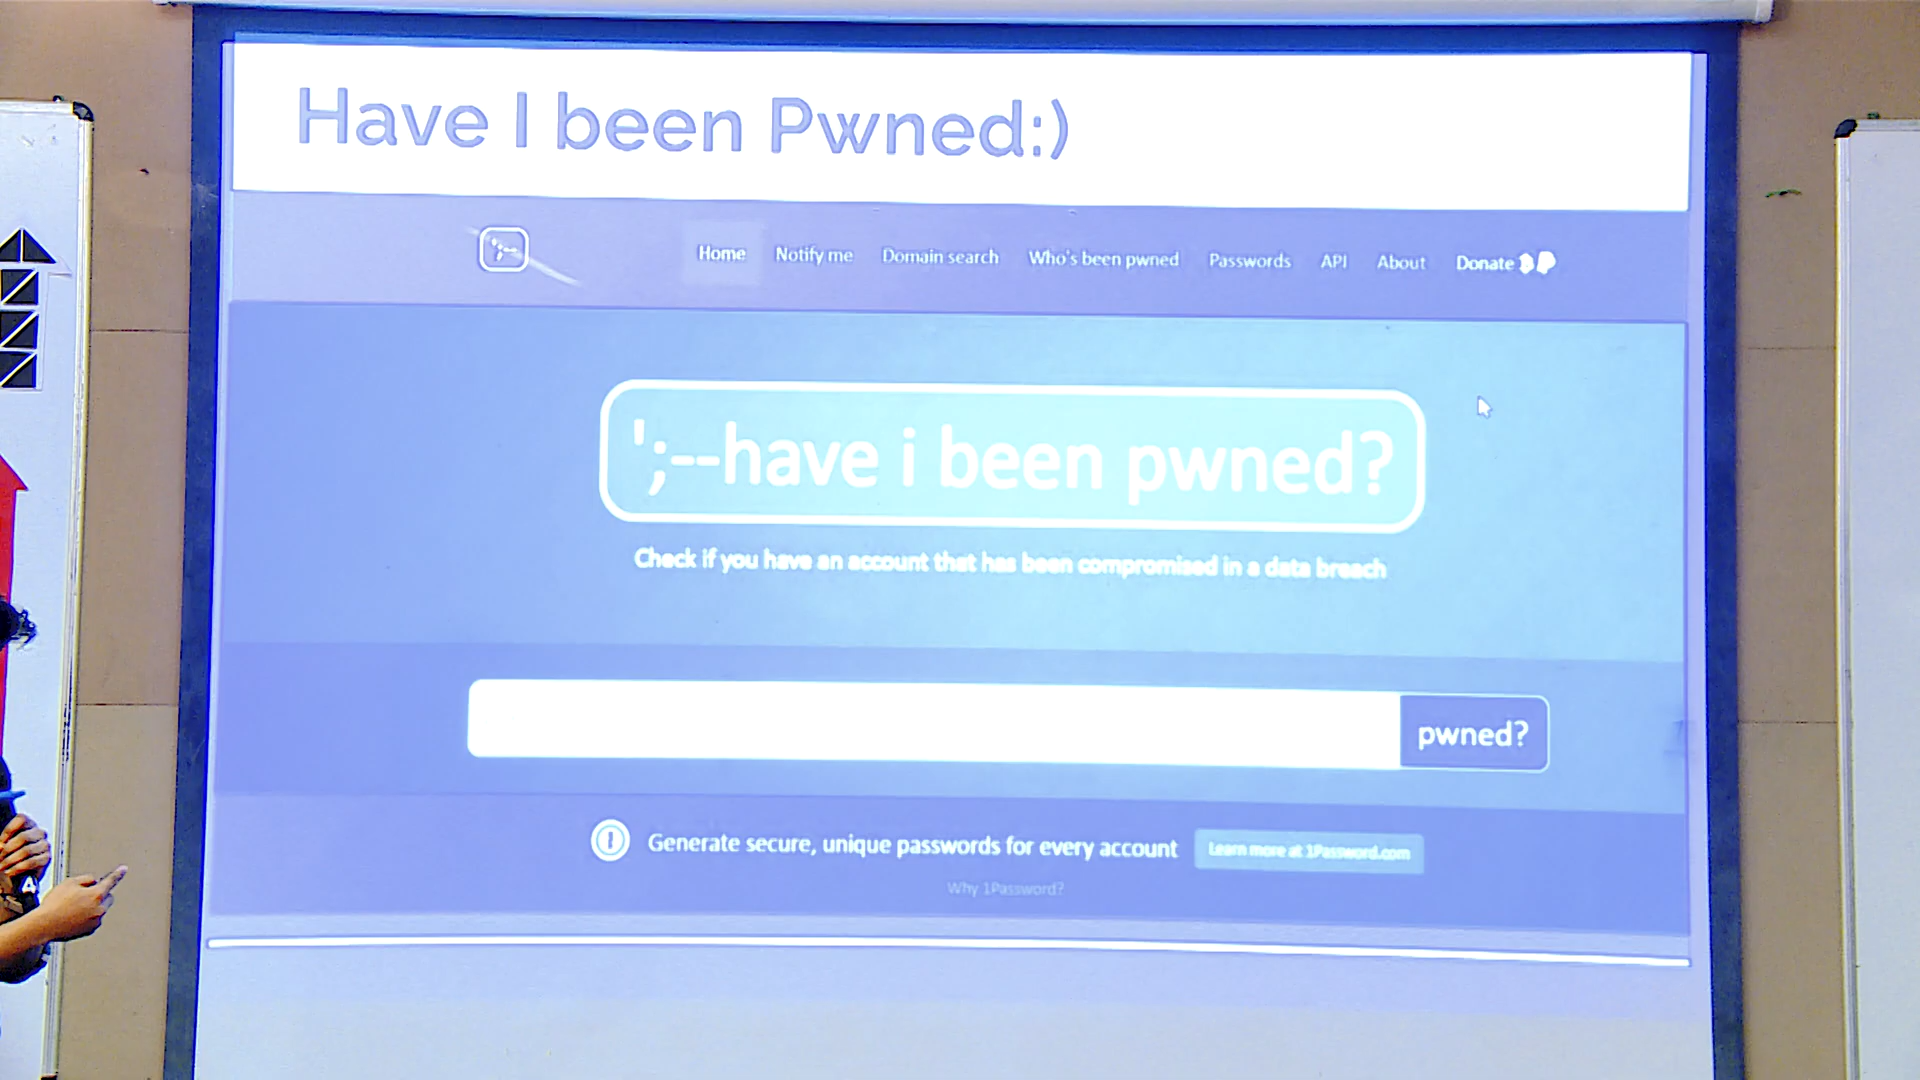 Have I been Pwned:)
';--
Home Notify me Domain search Who's been pwned Passwords API About Donate
';--have i been pwned?
Check if you have an account that has been compromised in a data breach
pwned?
Generate secure, unique passwords for every account Learn more at 1Password.com
Why 1Password?